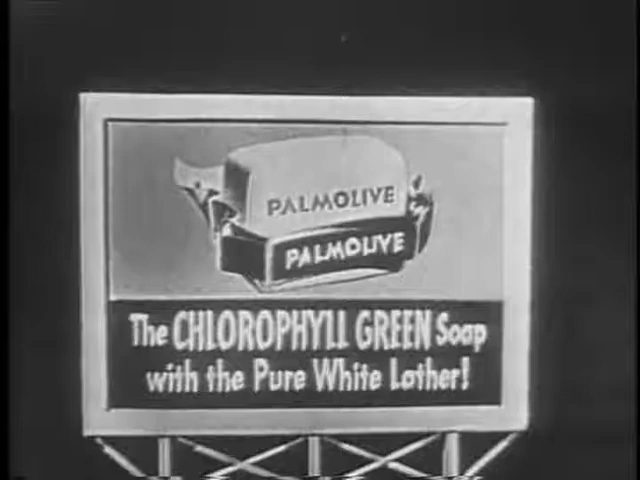 PALMOLIVE
PALMOLIVE
The CHLOROPHYLL GREEN Soap
with the Pure White Lather!